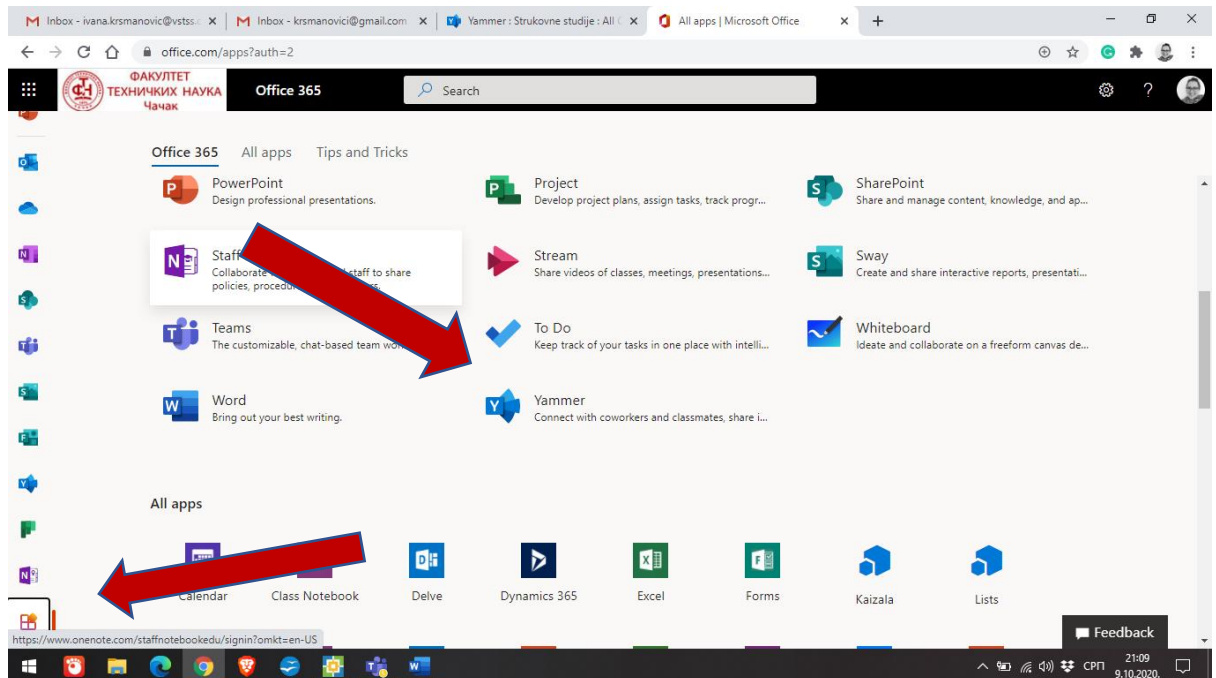 Inbox - ivana.krsmanovic@vstss.
Inbox - krsmanovici@gmail.com
Yammer : Strukovne studije : All
All apps | Microsoft Office
office.com/apps?auth=2
ФАКУЛТЕТ
ТЕХНИЧКИХ НАУКА
Чачак
Office 365
Search
Office 365 All apps Tips and Tricks
PowerPoint
Design professional presentations.
Project
Develop project plans, assign tasks, track progr...
SharePoint
Share and manage content, knowledge, and ap...
Staff
Collaborate staff to share
policies,
Stream
Share videos of classes, meetings, presentations...
Sway
Create and share interactive reports, presentati...
Teams
The customizable, chat-based team
To Do
Keep track of your tasks in one place with intelli...
Whiteboard
Ideate and collaborate on a freeform canvas de...
Word
Bring out your best writing.
Yammer
Connect with coworkers and classmates, share i...
All apps
Calendar
Class Notebook
Delve
Dynamics 365
Excel
Forms
Kaizala
Lists
https://www.onenote.com/staffnotebookedu/signin?omkt=en-US
Feedback
СРП
21:09
9.10.2020.